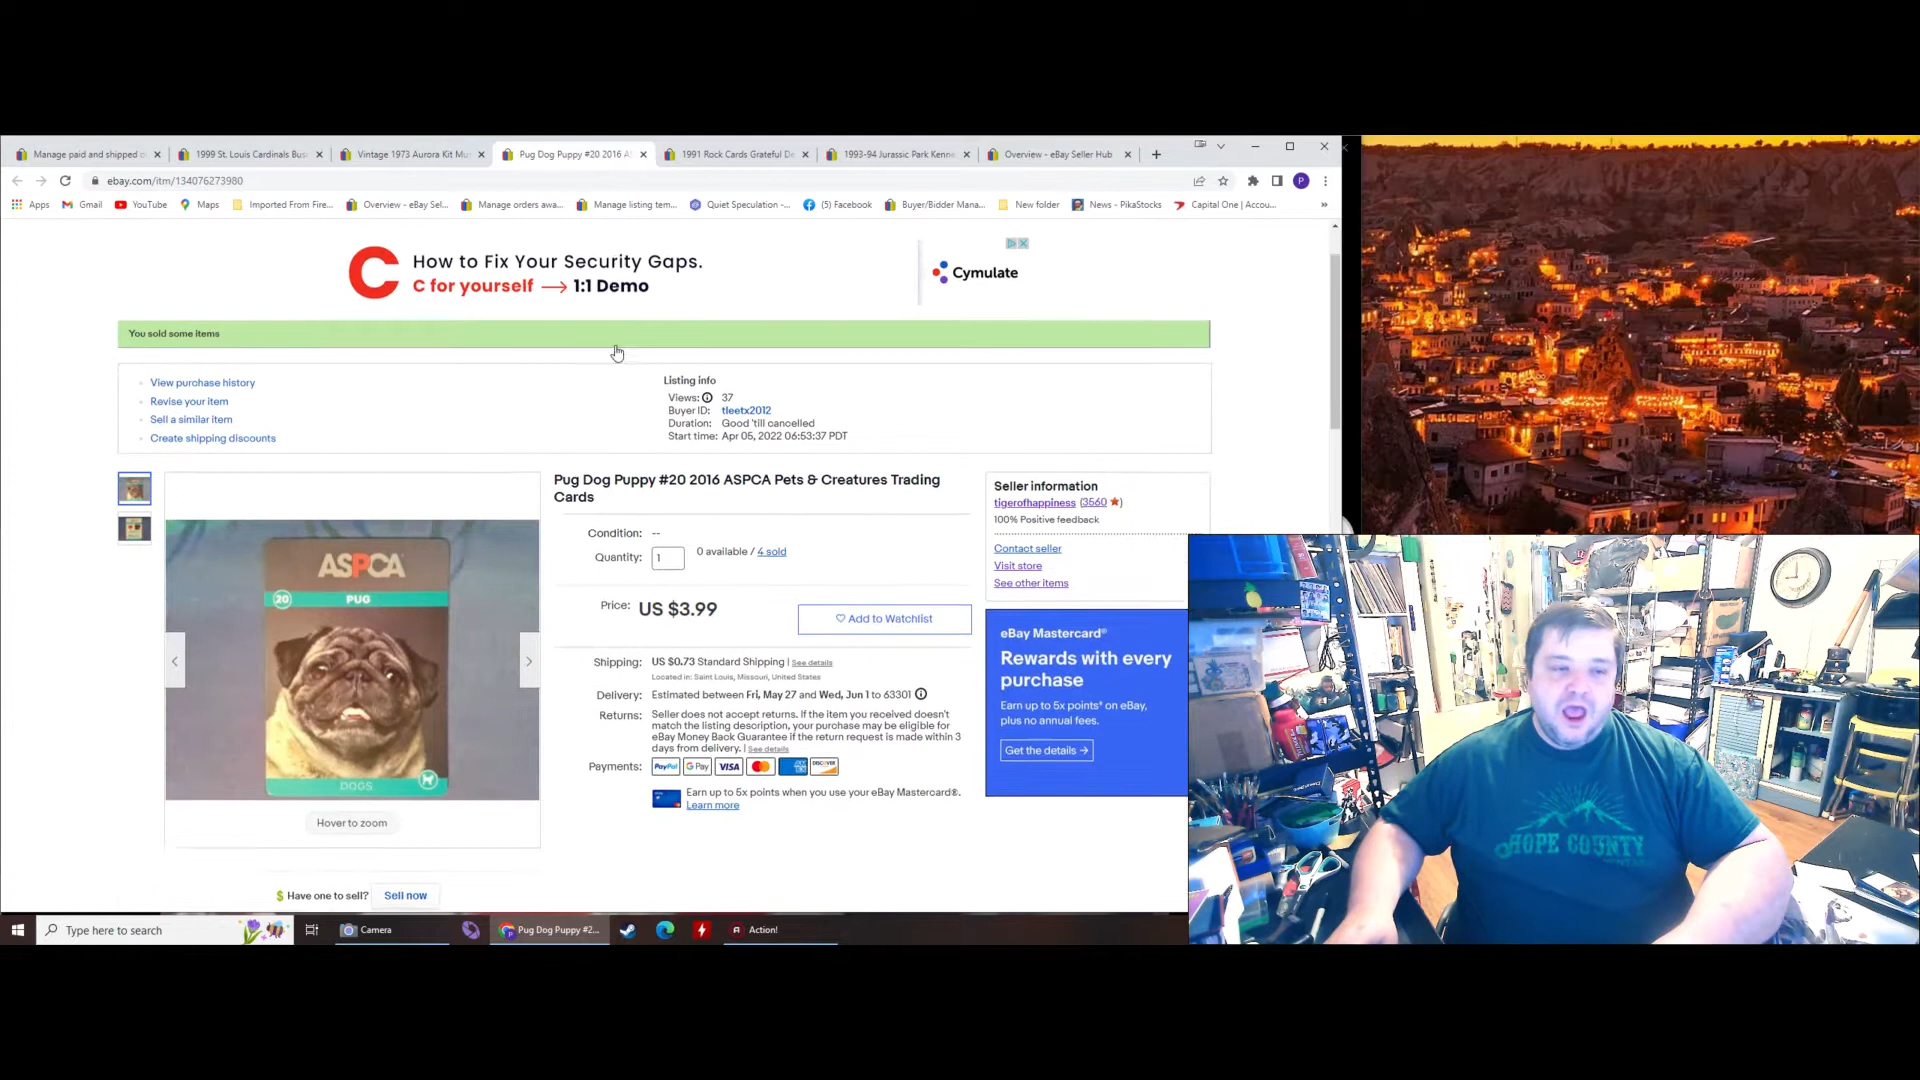 Manage paid and shipped o
1999 St. Louis Cardinals Bus
Vintage 1973 Aurora Kit Mu
Pug Dog Puppy #20 2016 A
1991 Rock Cards Grateful De
1993-94 Jurassic Park Kenne
Overview - eBay Seller Hub
ebay.com/itm/134076273980
P
Apps
Gmail
YouTube
Maps
Imported From Fire...
Overview - eBay Sel...
Manage orders awa...
Manage listing tem...
Quiet Speculation -...
(5) Facebook
Buyer/Bidder Mana...
New folder
News - PikaStocks
Capital One | Accou...
How to Fix Your Security Gaps.
C for yourself → 1:1 Demo
Cymulate
You sold some items
View purchase history
Revise your item
Sell a similar item
Create shipping discounts
Listing info
Views: 37
Buyer ID: tleetx2012
Duration: Good 'till cancelled
Start time: Apr 05, 2022 06:53:37 PDT
Pug Dog Puppy #20 2016 ASPCA Pets & Creatures Trading
Cards
Condition: --
Quantity: 1 0 available / 4 sold
Price: US $3.99
Add to Watchlist
Shipping: US $0.73 Standard Shipping | See details
Located in: Saint Louis, Missouri, United States
Delivery: Estimated between Fri, May 27 and Wed, Jun 1 to 63301
Returns: Seller does not accept returns. If the item you received doesn't
match the listing description, your purchase may be eligible for
eBay Money Back Guarantee if the return request is made within 3
days from delivery. | See details
Payments: PayPal G Pay VISA DISCOVER
Earn up to 5x points when you use your eBay Mastercard®.
Learn more
Seller information
tigerofhappiness (3560)
100% Positive feedback
Contact seller
Visit store
See other items
eBay Mastercard®
Rewards with every
purchase
Earn up to 5x points† on eBay,
plus no annual fees.
Get the details →
ASPCA
20
PUG
DOGS
Hover to zoom
$ Have one to sell? Sell now
HOPE COUNTY
Type here to search
Camera
Pug Dog Puppy #2...
Action!